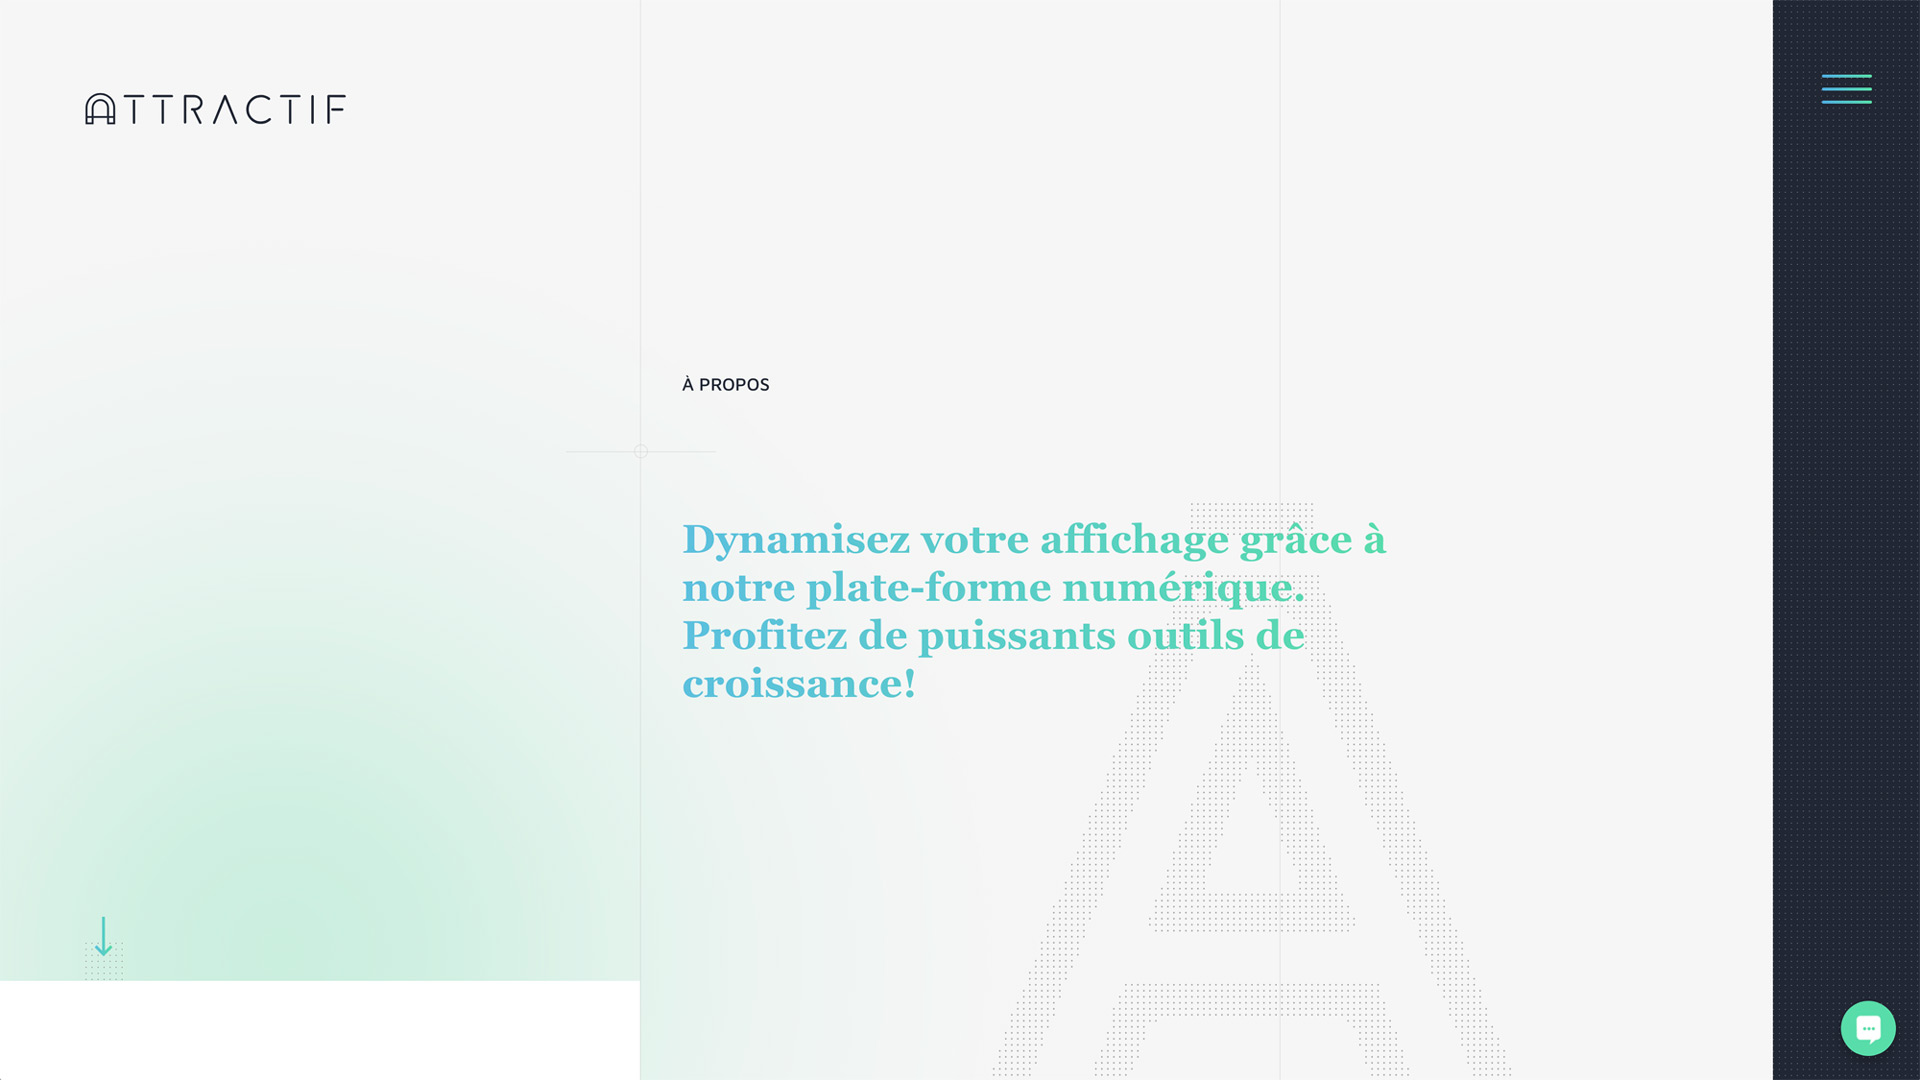 ATTRACTIF
À PROPOS
Dynamisez votre affichage grâce à
notre plate-forme numérique.
Profitez de puissants outils de
croissance!